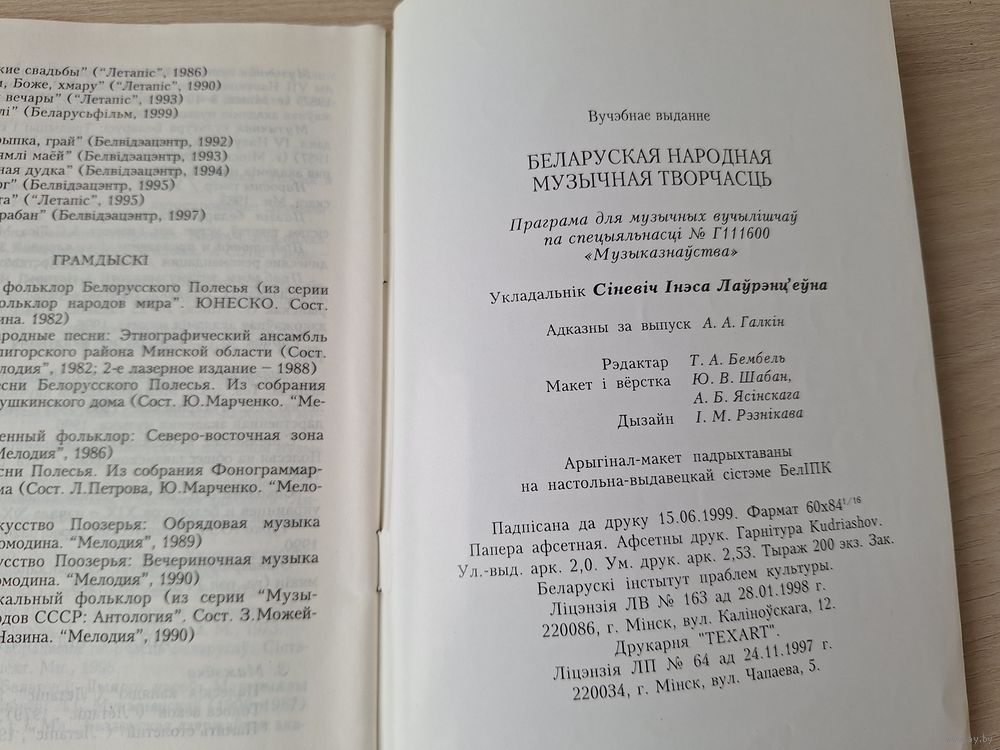 кие свадьбы” (“Летапіс”, 1986)
, Боже, хмару” (“Летапіс”, 1990)
вечары” (“Летапіс”, 1993)
лі” (Беларусьфільм, 1999)
рыпка, грай” (Белвідэацэнтр, 1992)
ямлі маёй” (Белвідэацэнтр, 1993)
ная дудка” (Белвідэацэнтр, 1994)
ог” (Белвідэацэнтр, 1995)
та” (“Летапіс”, 1995)
рабан” (Белвідэацэнтр, 1997)
ГРАМДЫСКІ
фольклор Белорусского Полесья (из серии
ольклор народов мира”. ЮНЕСКО. Сост.
ина. 1982)
ародные песни: Этнографический ансамбль
лигорского района Минской области (Сост.
елодия”, 1982; 2-е лазерное издание – 1988)
есни Белорусского Полесья. Из собрания
ушкинского дома (Сост. Ю.Марченко. “Ме-
енный фольклор: Северо-восточная зона
Мелодия”, 1986)
сни Полесья. Из собрания Фонограммар-
ма (Сост. Л.Петрова, Ю.Марченко. “Мело-
кусство Поозерья: Обрядовая музыка
омодина. “Мелодия”, 1989)
усство Поозерья: Вечериночная музыка
омодина. “Мелодия”, 1990)
кальный фольклор (из серии “Музы-
одов СССР: Антология”. Сост. З.Можей-
Назина. “Мелодия”, 1990)
Вучэбнае выданне
БЕЛАРУСКАЯ НАРОДНАЯ
МУЗЫЧНАЯ ТВОРЧАСЦЬ
Праграма для музычных вучылішчаў
па спецыяльнасці № Г111600
«Музыказнаўства»
Укладальнік Сіневіч Інэса Лаўрэнц’еўна
Адказны за выпуск А. А. Галкін
Рэдактар Т. А. Бембель
Макет і вёрстка Ю. В. Шабан,
А. Б. Ясінскага
Дызайн І. М. Рэзнікава
Арыгінал-макет падрыхтаваны
на настольна-выдавецкай сістэме БелІПК
Падпісана да друку 15.06.1999. Фармат 60х84¹/¹⁶
Папера афсетная. Афсетны друк. Гарнітура Kudriashov.
Ул.-выд. арк. 2,0. Ум. друк. арк. 2,53. Тыраж 200 экз. Зак.
Беларускі інстытут праблем культуры.
Ліцэнзія ЛВ № 163 ад 28.01.1998 г.
220086, г. Мінск, вул. Каліноўскага, 12.
Друкарня "TEXART".
Ліцэнзія ЛП № 64 ад 24.11.1997 г.
220034, г. Мінск, вул. Чапаева, 5.